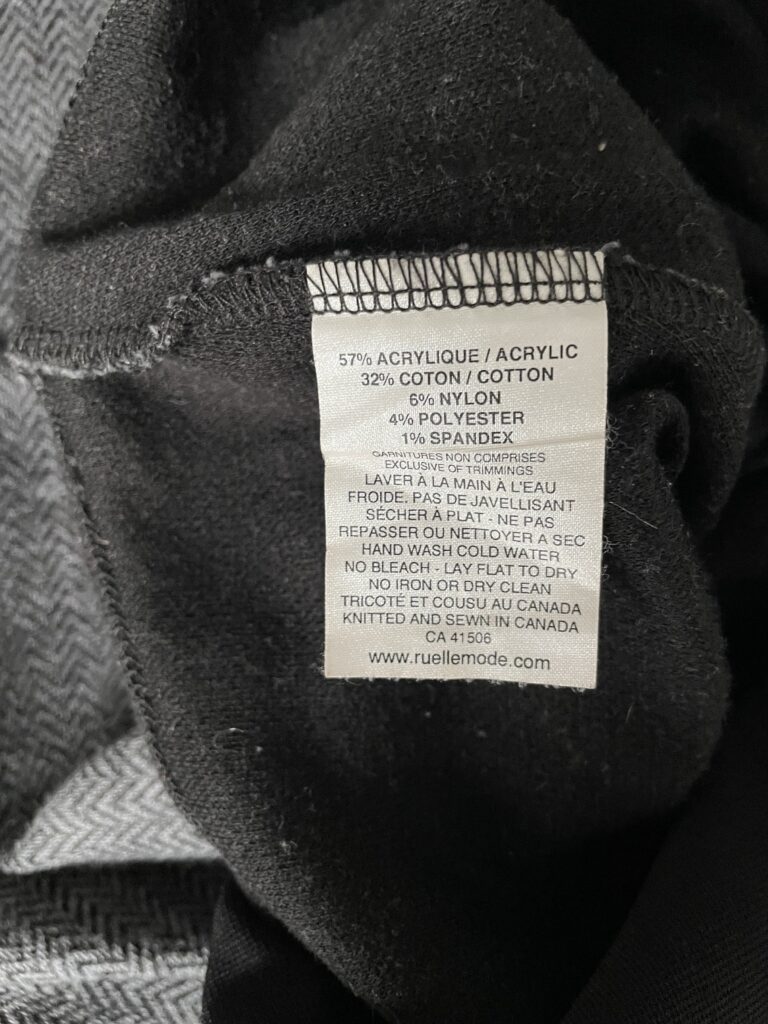 57% ACRYLIQUE / ACRYLIC
32% COTON / COTTON
6% NYLON
4% POLYESTER
1% SPANDEX
GARNITURES NON COMPRISES
EXCLUSIVE OF TRIMMINGS
LAVER À LA MAIN À L'EAU
FROIDE. PAS DE JAVELLISANT
SÉCHER À PLAT - NE PAS
REPASSER OU NETTOYER A SEC
HAND WASH COLD WATER
NO BLEACH - LAY FLAT TO DRY
NO IRON OR DRY CLEAN
TRICOTÉ ET COUSU AU CANADA
KNITTED AND SEWN IN CANADA
CA 41506
www.ruellemode.com